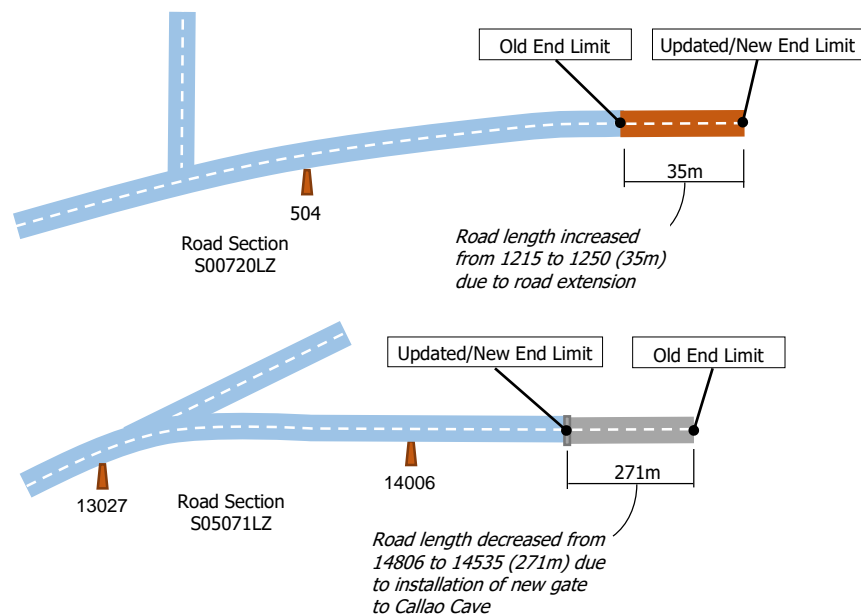 Old End Limit
Updated/New End Limit
35m
504
Road Section
S00720LZ
Road length increased
from 1215 to 1250 (35m)
due to road extension
Updated/New End Limit
Old End Limit
13027
14006
271m
Road Section
S05071LZ
Road length decreased from
14806 to 14535 (271m) due
to installation of new gate
to Callao Cave